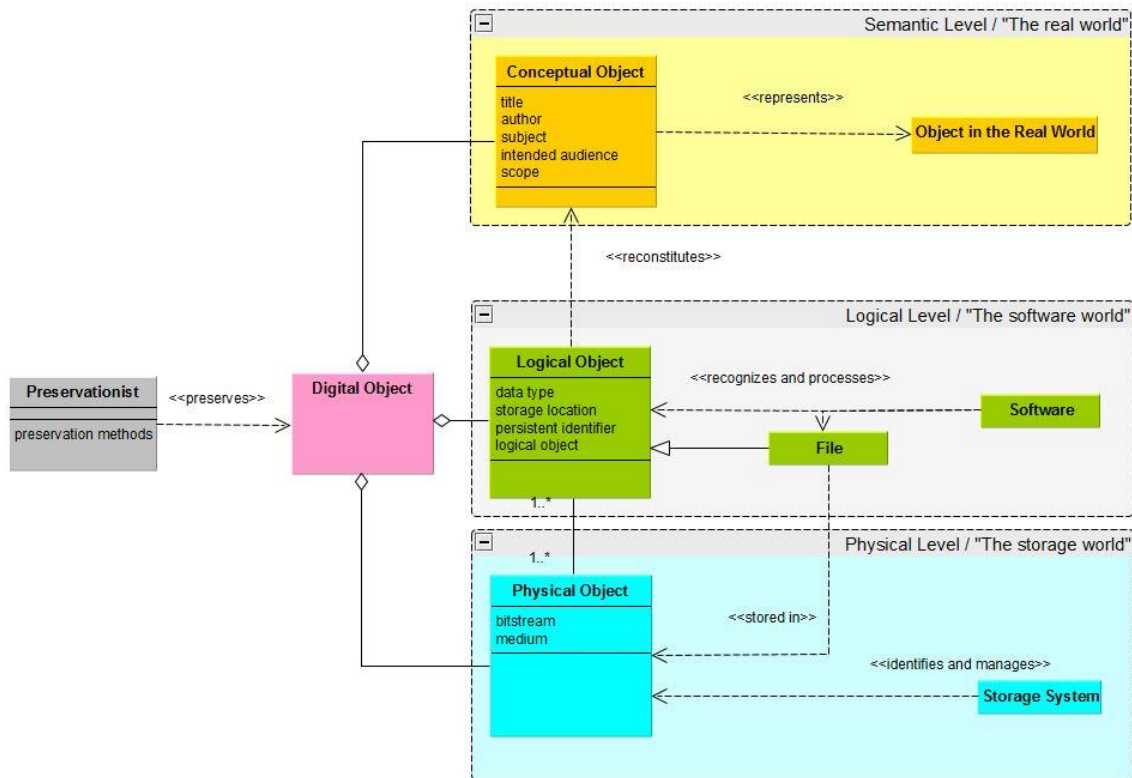 Semantic Level / "The real world"
Conceptual Object
title
author
subject
intended audience
scope
<<represents>>
Object in the Real World
<<reconstitutes>>
Logical Level / "The software world"
Logical Object
data type
storage location
persistent identifier
logical object
<<recognizes and processes>>
Software
File
Preservationist
preservation methods
<<preserves>>
Digital Object
1..*
1..*
Physical Level / "The storage world"
Physical Object
bitstream
medium
<<stored in>>
<<identifies and manages>>
Storage System